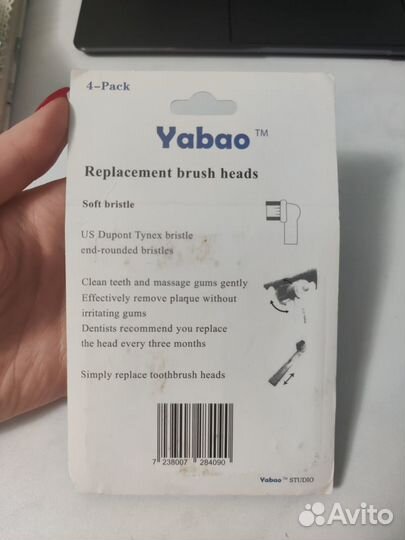 4-Pack
Yabao™
Replacement brush heads
Soft bristle
US Dupont Tynex bristle
end-rounded bristles
Clean teeth and massage gums gently
Effectively remove plaque without
irritating gums
Dentists recommend you replace
the head every three months
Simply replace toothbrush heads
7 238007 284090
Yabao™ STUDIO
Avito